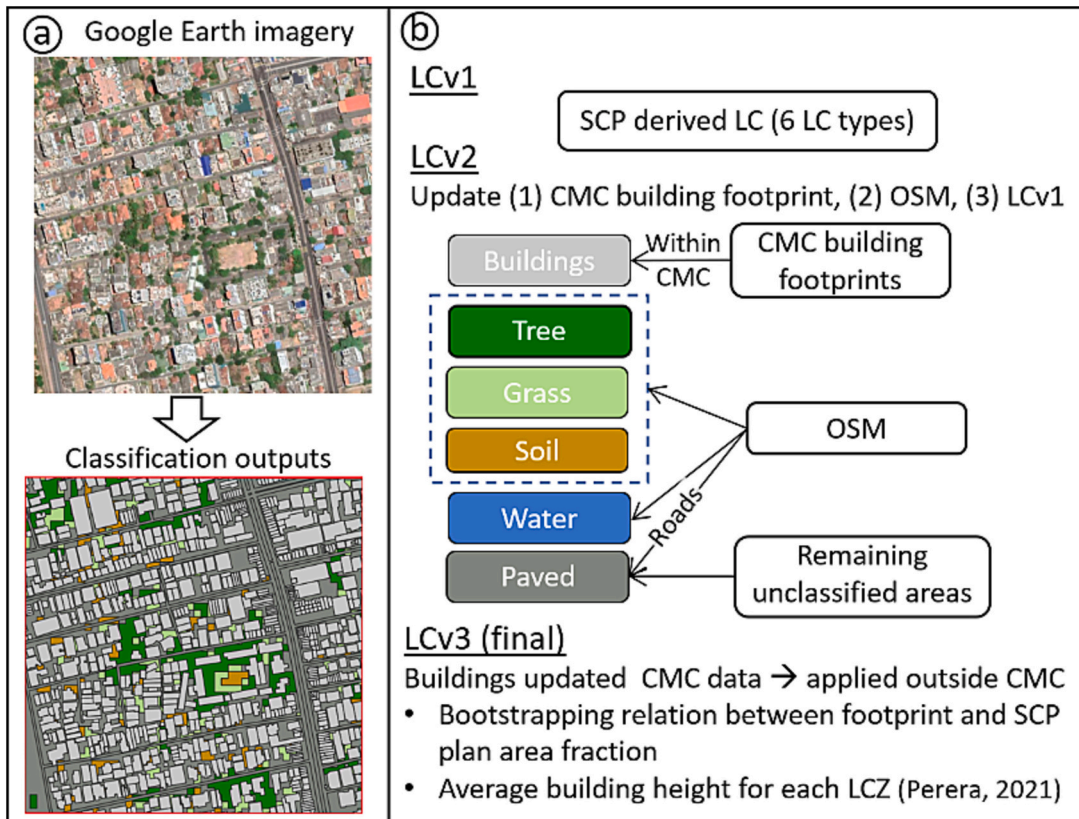 a Google Earth imagery
Classification outputs
b
LCv1
SCP derived LC (6 LC types)
LCv2
Update (1) CMC building footprint, (2) OSM, (3) LCv1
Buildings
Within
CMC
CMC building
footprints
Tree
Grass
Soil
OSM
Water
Roads
Paved
Remaining
unclassified areas
LCv3 (final)
Buildings updated CMC data → applied outside CMC
• Bootstrapping relation between footprint and SCP
plan area fraction
• Average building height for each LCZ (Perera, 2021)